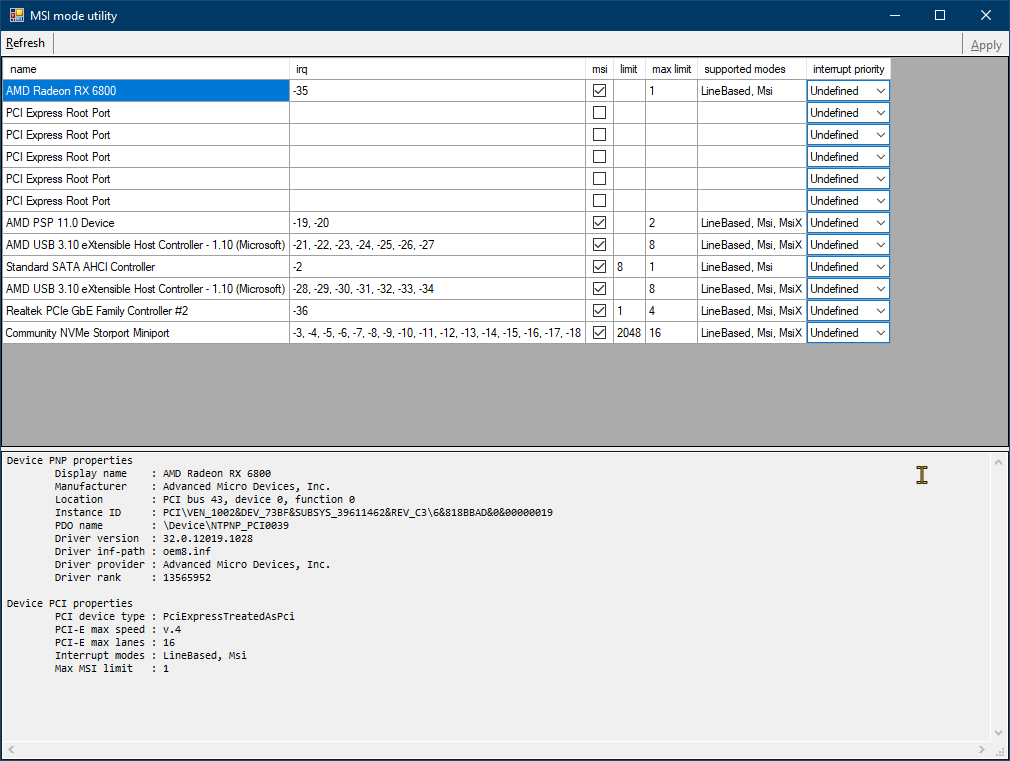 MSI mode utility
Refresh Apply
name irq msi limit max limit supported modes interrupt priority
AMD Radeon RX 6800 -35 1 LineBased, Msi Undefined
PCI Express Root Port Undefined
PCI Express Root Port Undefined
PCI Express Root Port Undefined
PCI Express Root Port Undefined
PCI Express Root Port Undefined
AMD PSP 11.0 Device -19, -20 2 LineBased, Msi, MsiX Undefined
AMD USB 3.10 eXtensible Host Controller - 1.10 (Microsoft) -21, -22, -23, -24, -25, -26, -27 8 LineBased, Msi, MsiX Undefined
Standard SATA AHCI Controller -2 8 1 LineBased, Msi Undefined
AMD USB 3.10 eXtensible Host Controller - 1.10 (Microsoft) -28, -29, -30, -31, -32, -33, -34 8 LineBased, Msi, MsiX Undefined
Realtek PCIe GbE Family Controller #2 -36 1 4 LineBased, Msi, MsiX Undefined
Community NVMe Storport Miniport -3, -4, -5, -6, -7, -8, -9, -10, -11, -12, -13, -14, -15, -16, -17, -18 2048 16 LineBased, Msi, MsiX Undefined
Device PNP properties
Display name : AMD Radeon RX 6800
Manufacturer : Advanced Micro Devices, Inc.
Location : PCI bus 43, device 0, function 0
Instance ID : PCI\VEN_1002&DEV_73BF&SUBSYS_39611462&REV_C3\6&818BBAD&0&00000019
PDO name : \Device\NTPNP_PCI0039
Driver version : 32.0.12019.1028
Driver inf-path : oem8.inf
Driver provider : Advanced Micro Devices, Inc.
Driver rank : 13565952
Device PCI properties
PCI device type : PciExpressTreatedAsPci
PCI-E max speed : v.4
PCI-E max lanes : 16
Interrupt modes : LineBased, Msi
Max MSI limit : 1